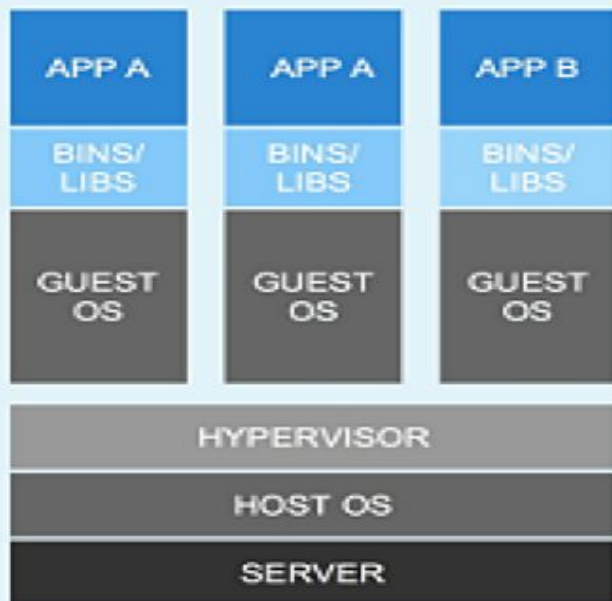 APP A
APP A
APP B
BINS/
LIBS
BINS/
LIBS
BINS/
LIBS
GUEST
OS
GUEST
OS
GUEST
OS
HYPERVISOR
HOST OS
SERVER